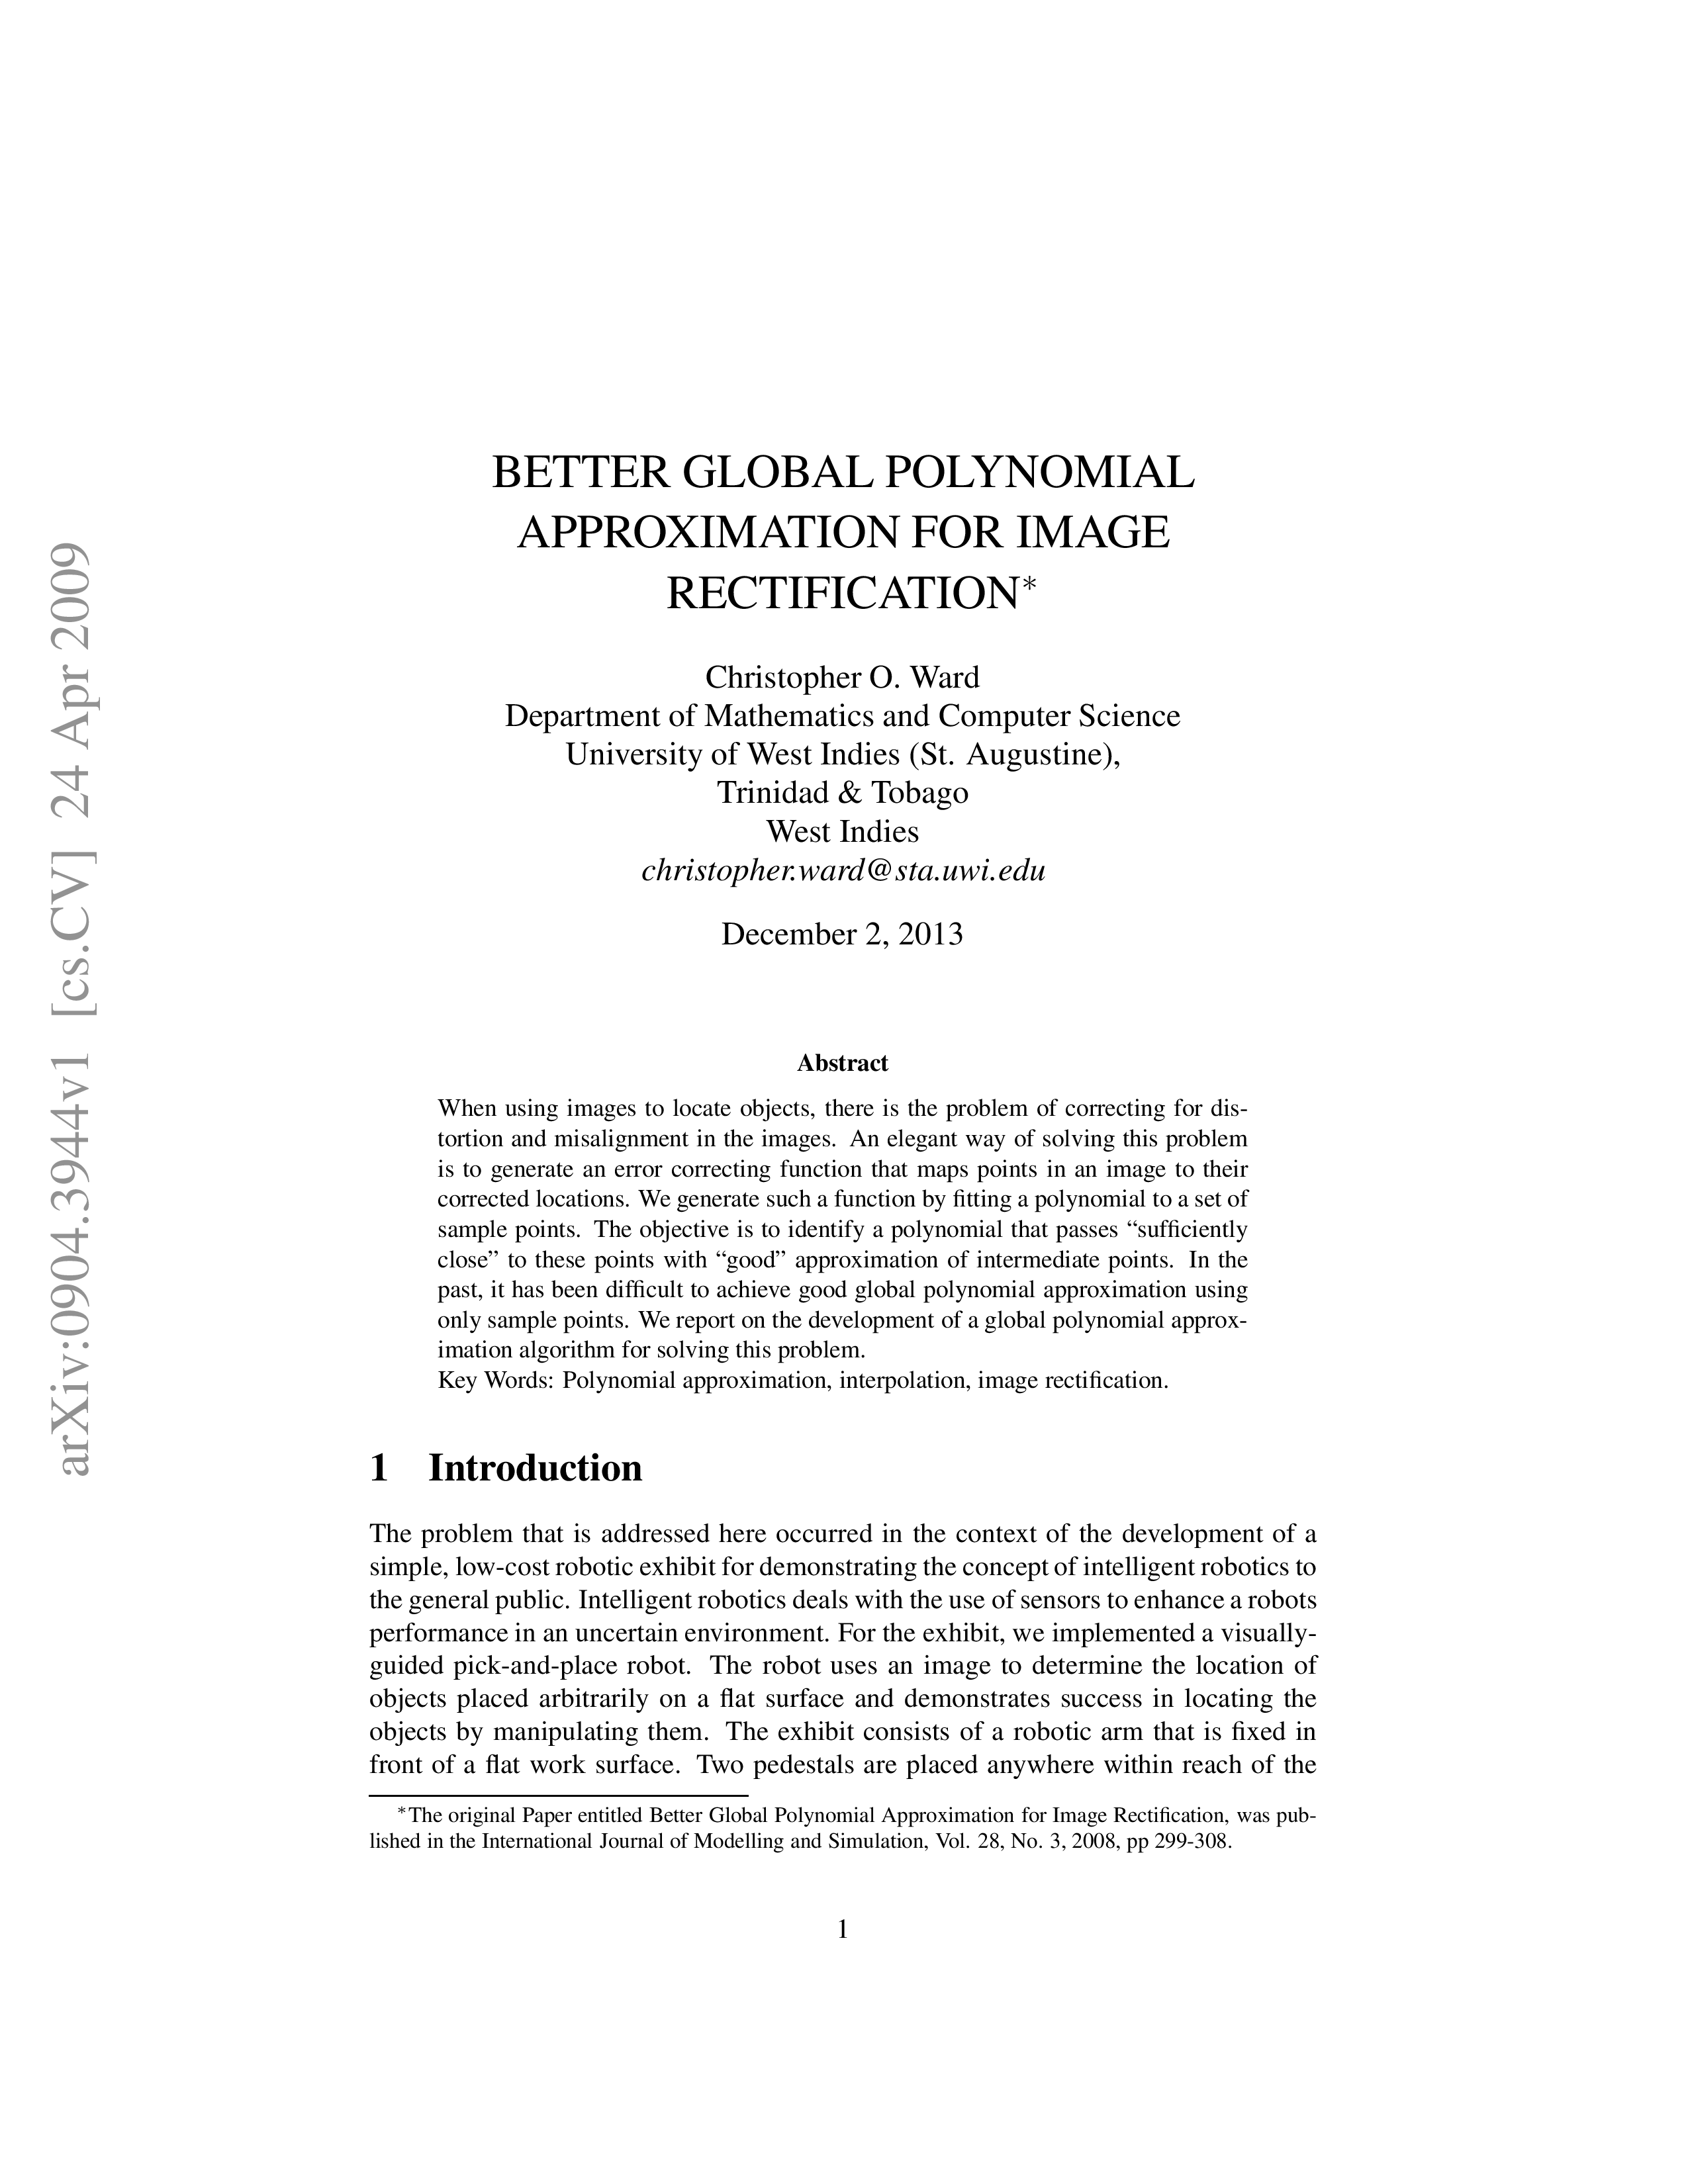 BETTER GLOBAL POLYNOMIAL
APPROXIMATION FOR IMAGE
RECTIFICATION*
Christopher O. Ward
Department of Mathematics and Computer Science
University of West Indies (St. Augustine),
Trinidad & Tobago
West Indies
christopher.ward@sta.uwi.edu
December 2, 2013
Abstract
When using images to locate objects, there is the problem of correcting for dis-
tortion and misalignment in the images. An elegant way of solving this problem
is to generate an error correcting function that maps points in an image to their
corrected locations. We generate such a function by fitting a polynomial to a set of
sample points. The objective is to identify a polynomial that passes “sufficiently
close” to these points with “good” approximation of intermediate points. In the
past, it has been difficult to achieve good global polynomial approximation using
only sample points. We report on the development of a global polynomial approx-
imation algorithm for solving this problem.
Key Words: Polynomial approximation, interpolation, image rectification.
1 Introduction
The problem that is addressed here occurred in the context of the development of a
simple, low-cost robotic exhibit for demonstrating the concept of intelligent robotics to
the general public. Intelligent robotics deals with the use of sensors to enhance a robots
performance in an uncertain environment. For the exhibit, we implemented a visually-
guided pick-and-place robot. The robot uses an image to determine the location of
objects placed arbitrarily on a flat surface and demonstrates success in locating the
objects by manipulating them. The exhibit consists of a robotic arm that is fixed in
front of a flat work surface. Two pedestals are placed anywhere within reach of the
*The original Paper entitled Better Global Polynomial Approximation for Image Rectification, was pub-
lished in the International Journal of Modelling and Simulation, Vol. 28, No. 3, 2008, pp 299-308.
1
arXiv:0904.3944v1 [cs.CV] 24 Apr 2009